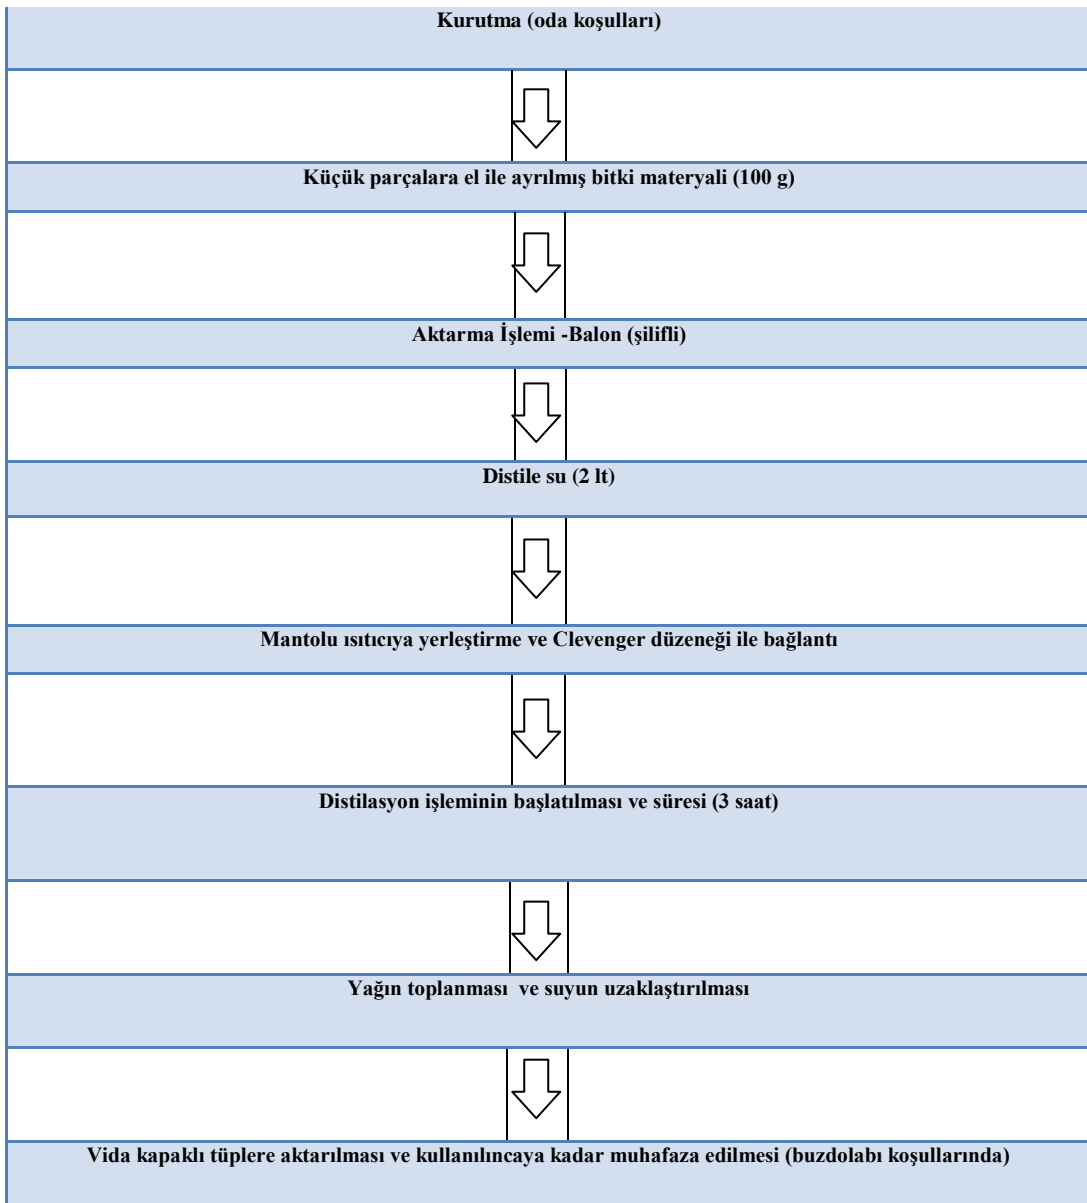 Kurutma (oda koşulları)
Küçük parçalara el ile ayrılmış bitki materyali (100 g)
Aktarma İşlemi -Balon (şilifli)
Distile su (2 lt)
Mantolu ısıtıcıya yerleştirme ve Clevenger düzeneği ile bağlantı
Distilasyon işleminin başlatılması ve süresi (3 saat)
Yağın toplanması ve suyun uzaklaştırılması
Vida kapaklı tüplere aktarılması ve kullanılıncaya kadar muhafaza edilmesi (buzdolabı koşullarında)